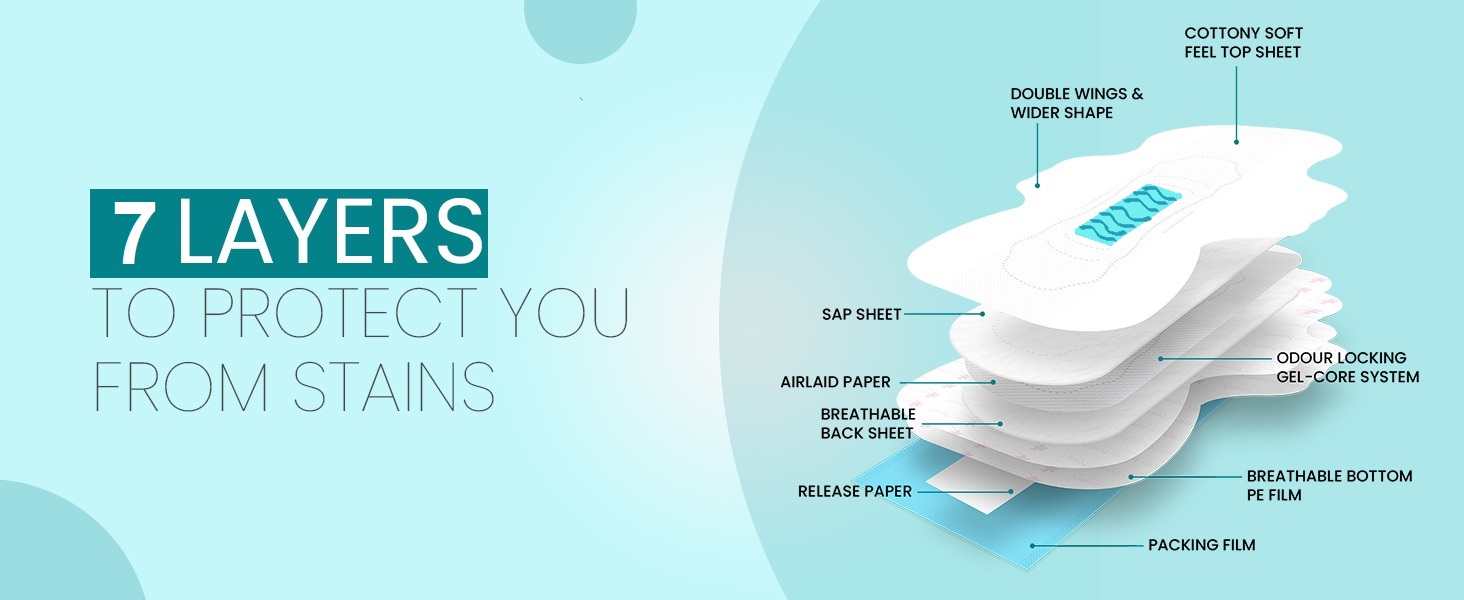 7 LAYERS
TO PROTECT YOU
FROM STAINS
COTTONY SOFT
FEEL TOP SHEET
DOUBLE WINGS &
WIDER SHAPE
SAP SHEET
ODOUR LOCKING
GEL-CORE SYSTEM
AIRLAID PAPER
BREATHABLE
BACK SHEET
BREATHABLE BOTTOM
PE FILM
RELEASE PAPER
PACKING FILM